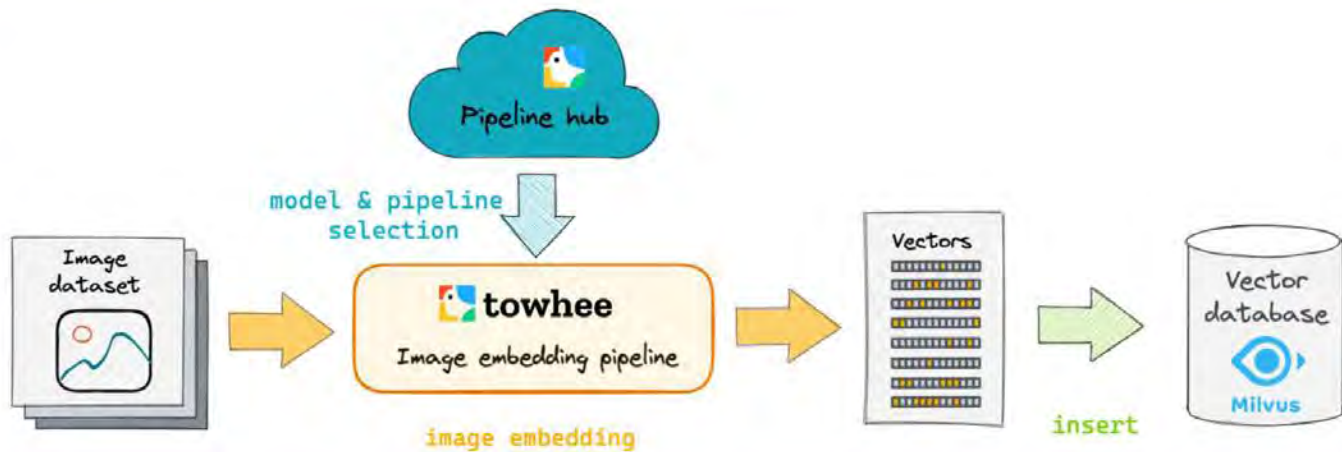 Pipeline hub
model & pipeline
selection
Image
dataset
towhee
Image embedding pipeline
image embedding
Vectors
insert
Vector
database
Milvus